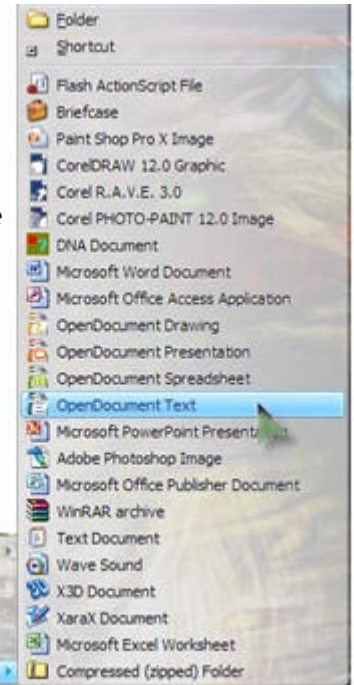 Folder
Shortcut
Flash ActionScript File
Briefcase
Paint Shop Pro X Image
CorelDRAW 12.0 Graphic
Corel R.A.V.E. 3.0
Corel PHOTO-PAINT 12.0 Image
DNA Document
Microsoft Word Document
Microsoft Office Access Application
OpenDocument Drawing
OpenDocument Presentation
OpenDocument Spreadsheet
OpenDocument Text
Microsoft PowerPoint Presentation
Adobe Photoshop Image
Microsoft Office Publisher Document
WinRAR archive
Text Document
Wave Sound
X3D Document
XaraX Document
Microsoft Excel Worksheet
Compressed (zipped) Folder